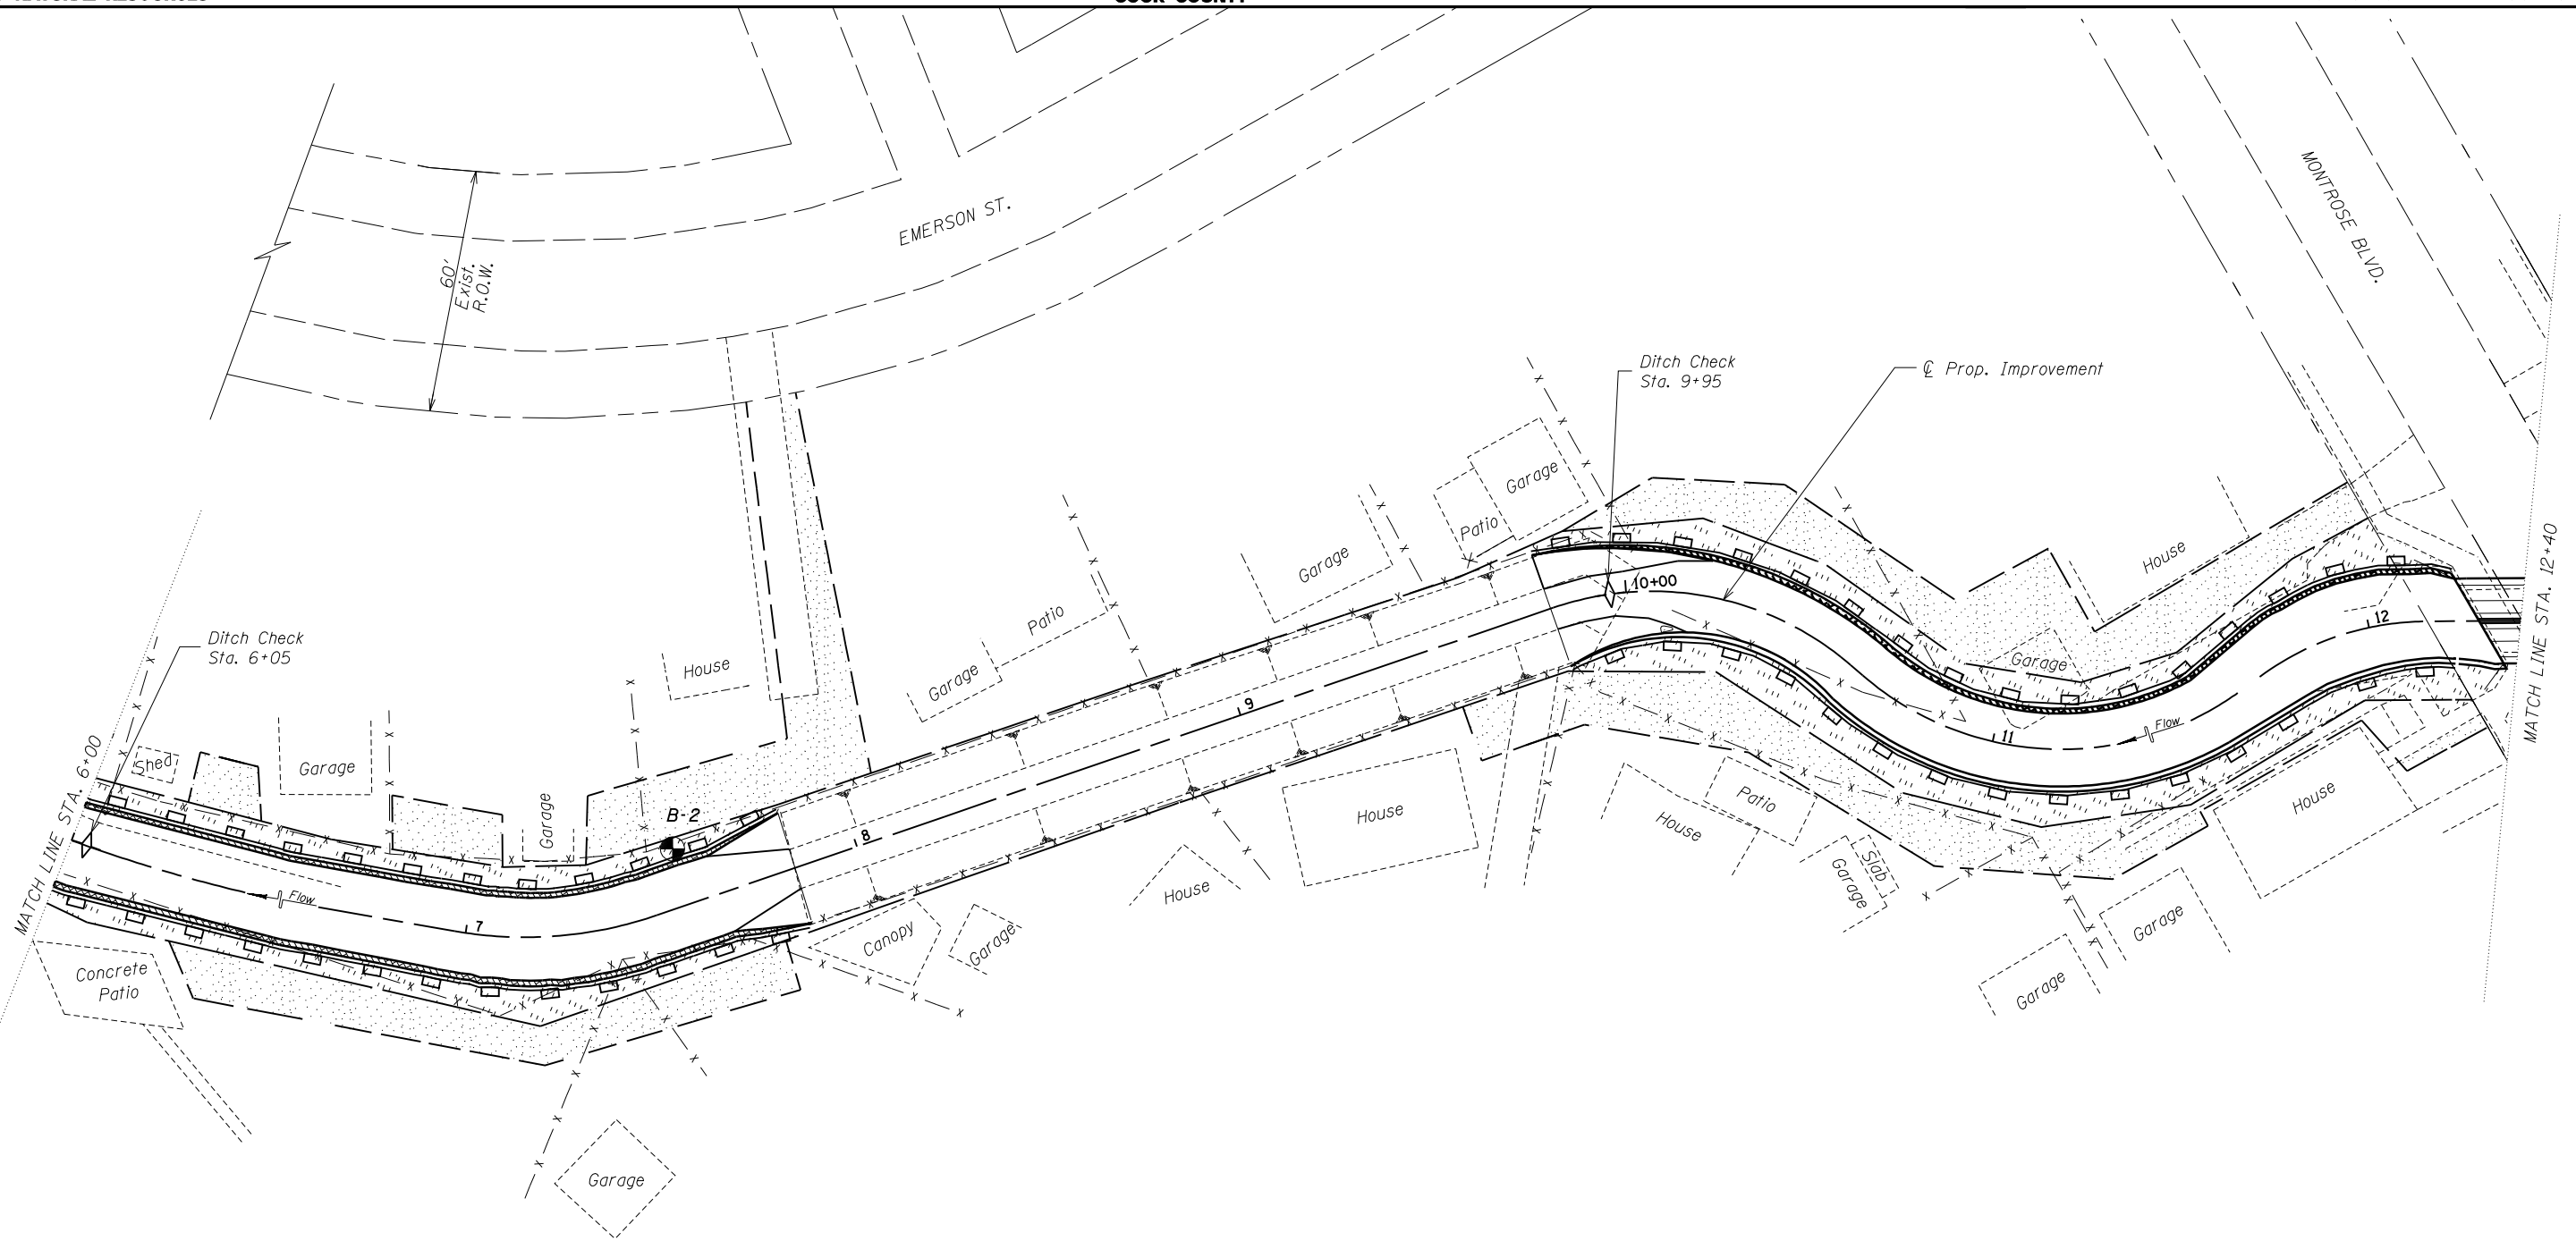 COOK COUNTY
MONTROSE BLVD.
EMERSON ST.
60'
Exist.
R.O.W.
Ditch Check
Sta. 9+95
℄ Prop. Improvement
Garage
Patio
Garage
Patio
Garage
House
10+00
House
Garage
12
MATCH LINE STA. 12+40
Ditch Check
Sta. 6+05
Shed
Garage
Garage
B-2
9
11
Flow
MATCH LINE STA. 6+00
8
House
House
Patio
House
House
Slab
Garage
Flow
7
Canopy
Garage
Garage
Concrete
Patio
Garage
Garage